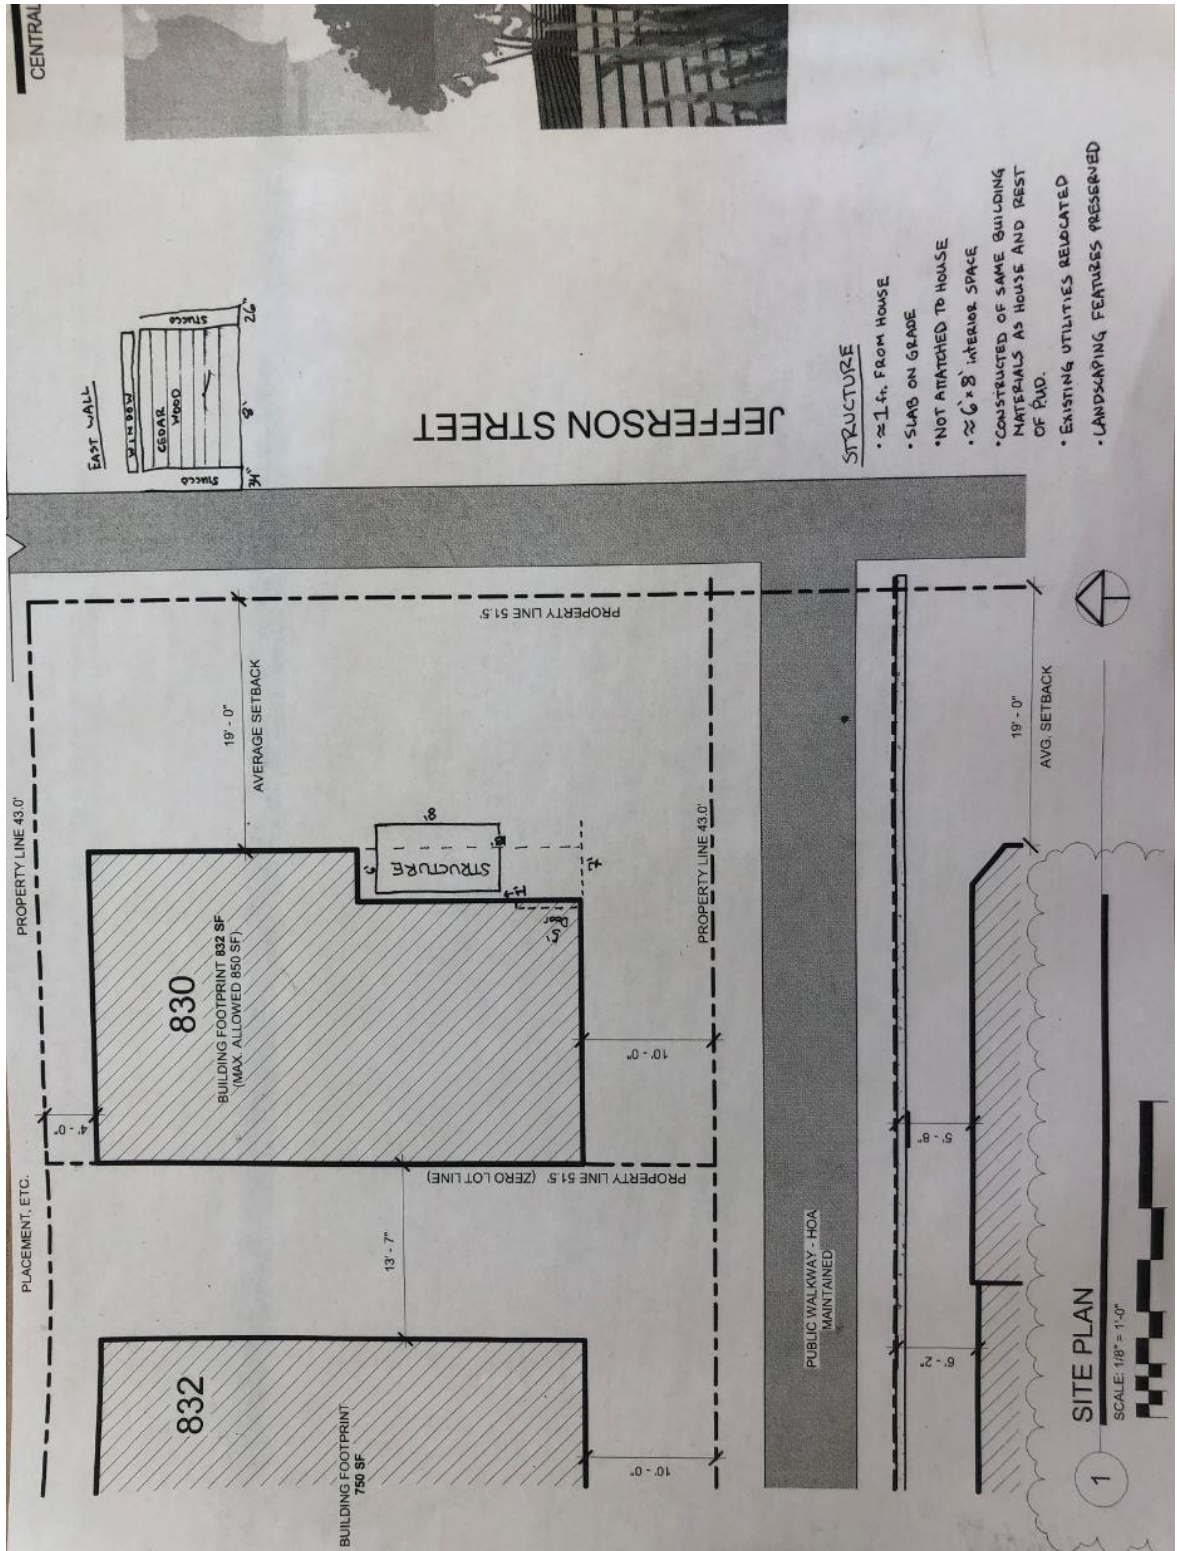 CENTRAL
EAST WALL
WINDOW
CEDAR
WOOD
STUCCO
STUCCO
34"
8'
26"
JEFFERSON STREET
STRUCTURE
• ≈ 1 ft. FROM HOUSE
• SLAB ON GRADE
• NOT ATTATCHED TO HOUSE
• ≈ 6'x8' INTERIOR SPACE
• CONSTRUCTED OF SAME BUILDING
MATERIALS AS HOUSE AND REST
OF PUD.
• EXISTING UTILITIES RELOCATED
• LANDSCAPING FEATURES PRESERVED
PLACEMENT, ETC.
PROPERTY LINE 43.0'
4' - 0"
19' - 0"
AVERAGE SETBACK
PROPERTY LINE 51.5'
830
BUILDING FOOTPRINT 832 SF
(MAX. ALLOWED 850 SF)
STRUCTURE
8'
Door
5'
7'
10' - 0"
PROPERTY LINE 43.0'
PROPERTY LINE 51.5' (ZERO LOT LINE)
13' - 7"
832
BUILDING FOOTPRINT
750 SF
10' - 0"
PUBLIC WALKWAY - HOA
MAINTAINED
6' - 2"
5' - 8"
19' - 0"
AVG. SETBACK
1
SITE PLAN
SCALE: 1/8" = 1'-0"